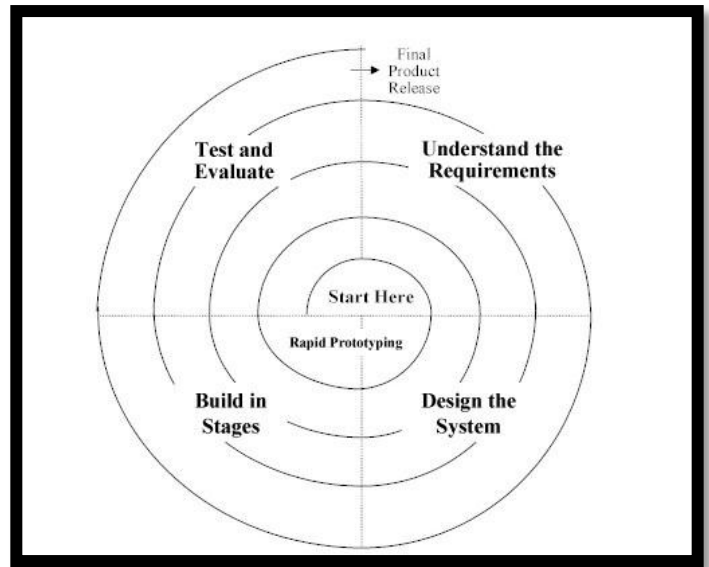 Final
Product
Release
Test and
Evaluate
Understand the
Requirements
Start Here
Rapid Prototyping
Build in
Stages
Design the
System